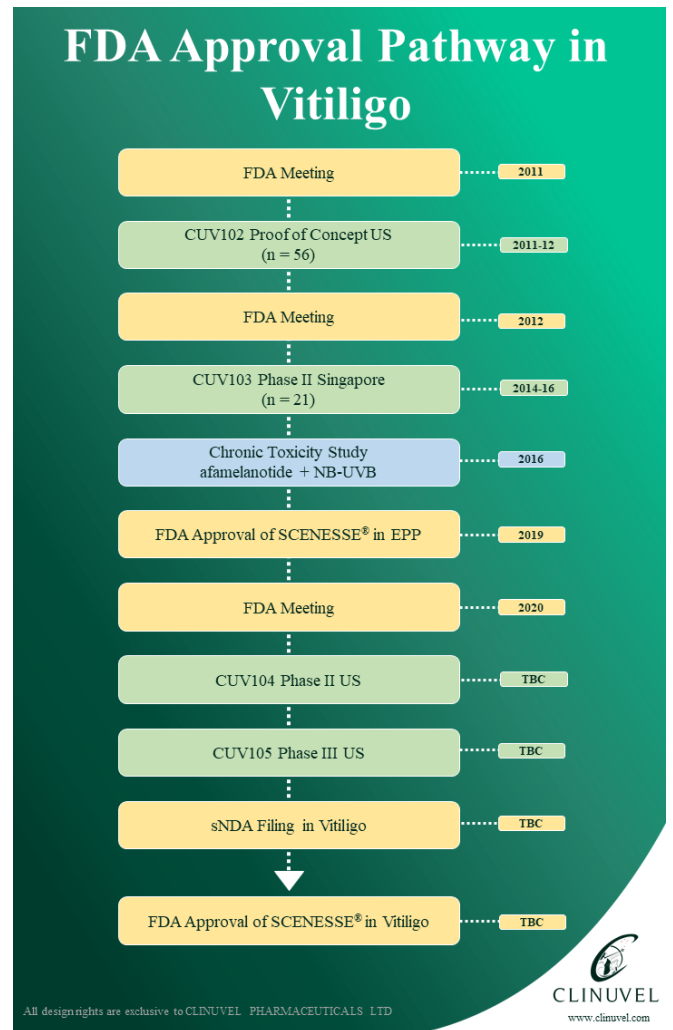 FDA Approval Pathway in
Vitiligo
FDA Meeting
2011
CUV102 Proof of Concept US
(n = 56)
2011-12
FDA Meeting
2012
CUV103 Phase II Singapore
(n = 21)
2014-16
Chronic Toxicity Study
afamelanotide + NB-UVB
2016
FDA Approval of SCENESSE® in EPP
2019
FDA Meeting
2020
CUV104 Phase II US
TBC
CUV105 Phase III US
TBC
sNDA Filing in Vitiligo
TBC
FDA Approval of SCENESSE® in Vitiligo
TBC
CLINUVEL
www.clinuvel.com
All design rights are exclusive to CLINUVEL PHARMACEUTICALS LTD